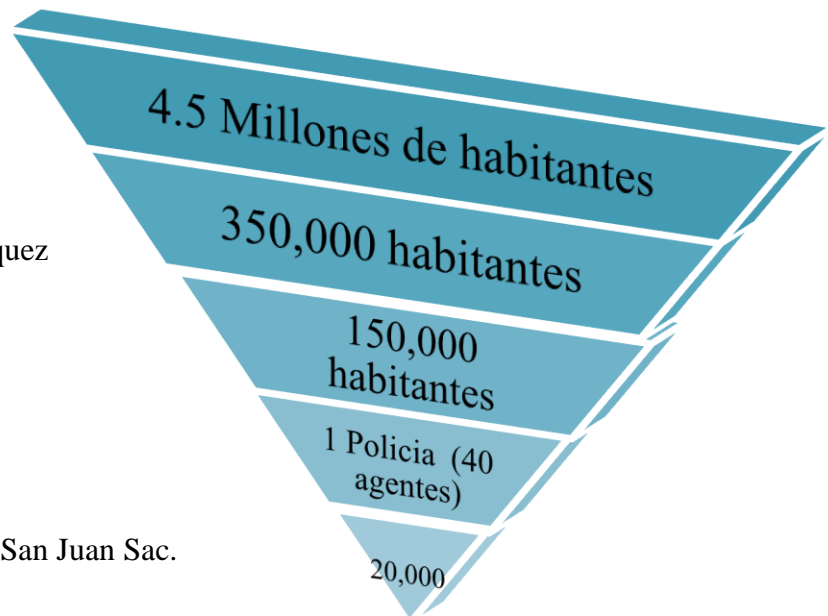 4.5 Millones de habitantes
350,000 habitantes
150,000
habitantes
1 Policia (40
agentes)
San Juan Sac.
20,000